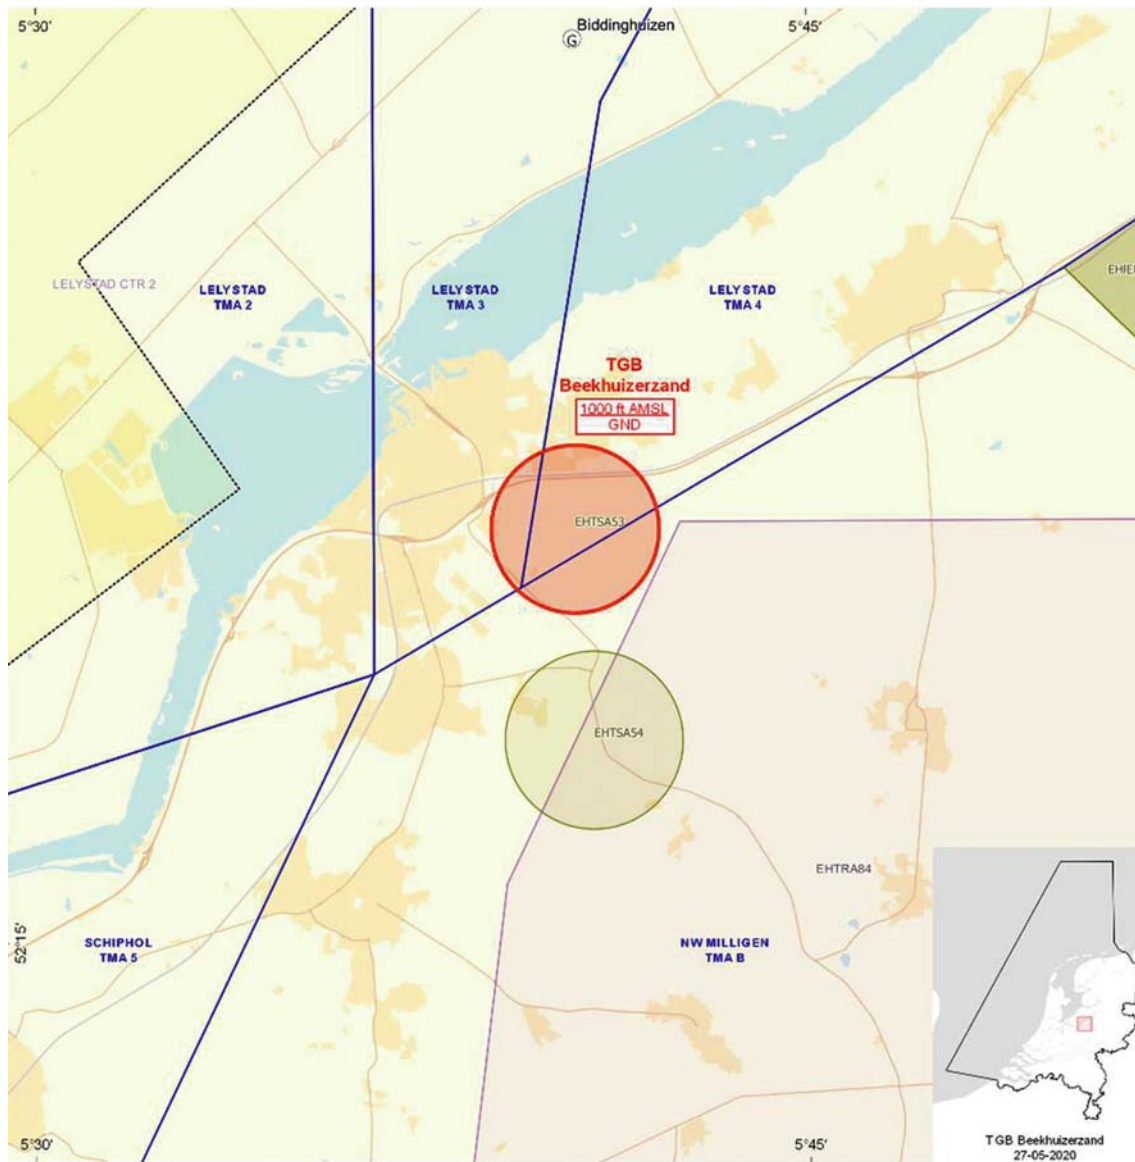 5°30'
5°45'
Biddinghuizen
G
LELYSTAD CTR 2
LELYSTAD
TMA 2
LELYSTAD
TMA 3
LELYSTAD
TMA 4
TGB
Beekhuizerzand
1000 ft AMSL
GND
EHTSA53
EHTSA54
EHTRA84
52°15'
SCHIPHOL
TMA 5
NW MILLIGEN
TMA B
5°30'
5°45'
TGB Beekhuizerzand
27-05-2020